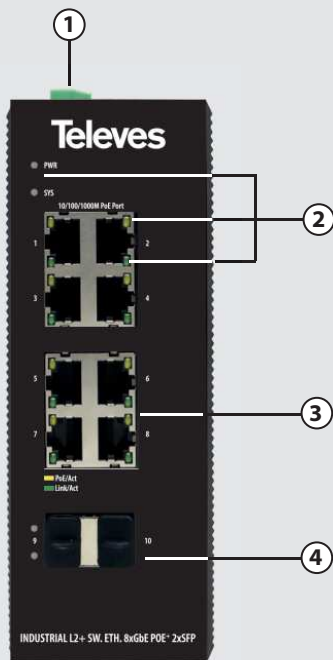 1
Televes
PWR
SYS
10/100/1000M PoE Port
1 2
2
3 4
5 6
3
7 8
PoE/Act
Link/Act
9 10
4
INDUSTRIAL L2+ SW. ETH. 8xGbE POE+ 2xSFP